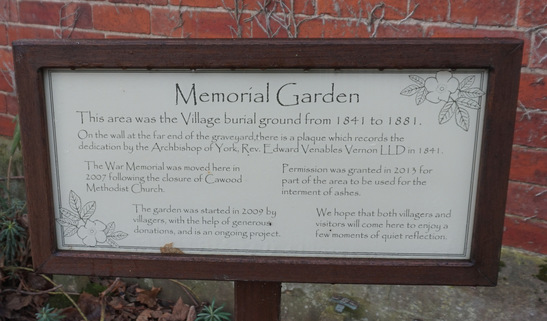 Memorial Garden
This area was the Village burial ground from 1841 to 1881.
On the wall at the far end of the graveyard, there is a plaque which records the
dedication by the Archbishop of York, Rev. Edward Venables Vernon LLD in 1841.
The War Memorial was moved here in
2007 following the closure of Cawood
Methodist Church.
Permission was granted in 2013 for
part of the area to be used for the
interment of ashes.
The garden was started in 2009 by
villagers, with the help of generous
donations, and is an ongoing project.
We hope that both villagers and
visitors will come here to enjoy a
few moments of quiet reflection.